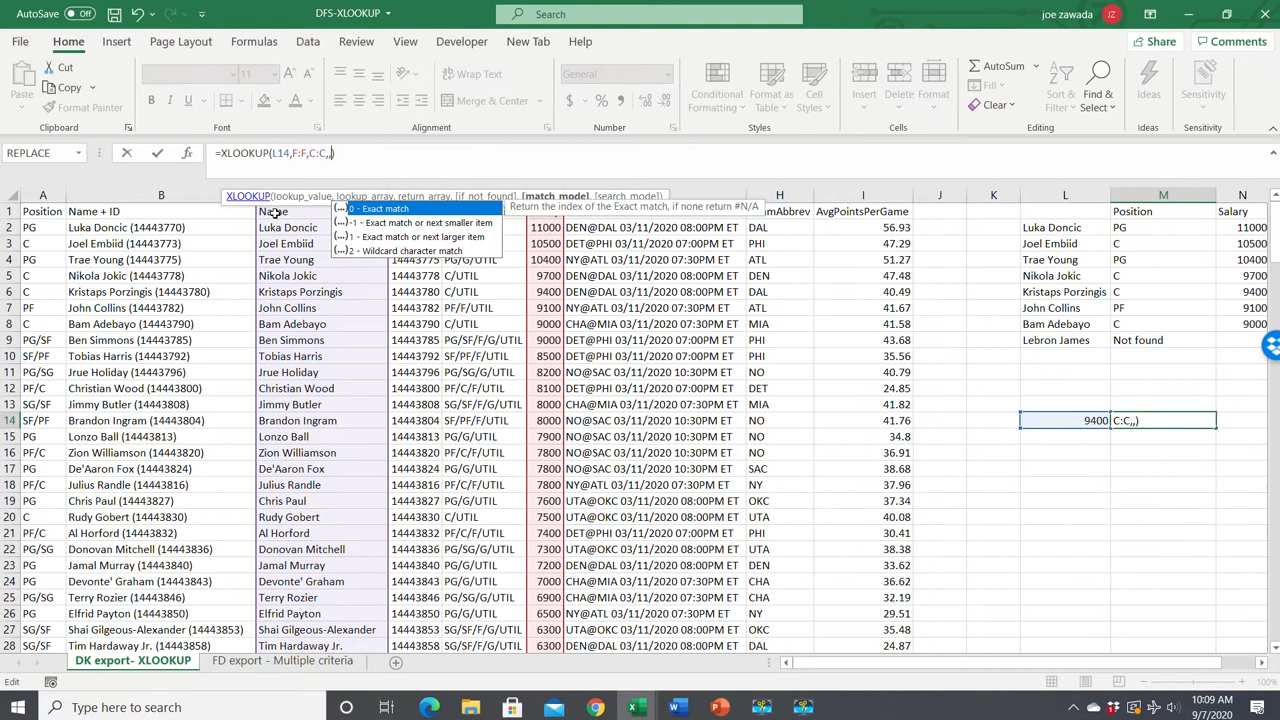 AutoSave Off DFS-XLOOKUP Search joe zawada JZ
File Home Insert Page Layout Formulas Data Review View Developer New Tab Help Share Comments
Paste Cut Copy Format Painter 11 Wrap Text Merge & Center General Conditional Formatting Format as Table Cell Styles Insert Delete Format AutoSum Fill Clear Sort & Filter Find & Select Ideas Sensitivity
Clipboard Font Alignment Number Styles Cells Editing Ideas Sensitivity
REPLACE =XLOOKUP(L14,F:F,C:C,,)
XLOOKUP(lookup_value, lookup_array, return_array, [if_not_found], [match_mode], [search_mode])
(...) 0 - Exact match Return the index of the Exact match, if none return #N/A
(...) -1 - Exact match or next smaller item
(...) 1 - Exact match or next larger item
(...) 2 - Wildcard character match
A B H I J K L M N
1 Position Name + ID Name mAbbrev AvgPointsPerGame Position Salary
2 PG Luka Doncic (14443770) Luka Doncic 11000 DEN@DAL 03/11/2020 08:00PM ET DAL 56.93 Luka Doncic PG 11000
3 C Joel Embiid Joel Embiid 10500 DET@PHI 03/11/2020 07:30PM ET PHI 47.29 Joel Embiid C 10500
4 PG Trae Young Trae Young 14443775 PG/G/UTIL 10400 NY@ATL 03/11/2020 07:30PM ET ATL 51.27 Trae Young PG 10400
5 C Nikola Jokic Nikola Jokic 14443778 C/UTIL 9700 DEN@DAL 03/11/2020 08:00PM ET DEN 47.48 Nikola Jokic C 9700
6 C Kristaps Porzingis (14443780) Kristaps Porzingis 14443780 C/UTIL 9400 DEN@DAL 03/11/2020 08:00PM ET DAL 40.49 Kristaps Porzingis C 9400
7 PF John Collins (14443782) John Collins 14443782 PF/F/UTIL 9100 NY@ATL 03/11/2020 07:30PM ET ATL 41.67 John Collins PF 9100
8 C Bam Adebayo (14443790) Bam Adebayo 14443790 C/UTIL 9000 CHA@MIA 03/11/2020 07:30PM ET MIA 41.58 Bam Adebayo C 9000
9 PG/SF Ben Simmons (14443785) Ben Simmons 14443785 PG/SF/F/G/UTIL 9000 DET@PHI 03/11/2020 07:30PM ET PHI 43.68 Lebron James Not found
10 SF/PF Tobias Harris (14443792) Tobias Harris 14443792 SF/PF/F/UTIL 8500 DET@PHI 03/11/2020 07:30PM ET PHI 35.56
11 PG/SG Jrue Holiday (14443796) Jrue Holiday 14443796 PG/SG/G/UTIL 8200 NO@SAC 03/11/2020 10:30PM ET NO 40.79
12 PF/C Christian Wood (14443800) Christian Wood 14443800 PF/C/F/UTIL 8100 DET@PHI 03/11/2020 07:30PM ET DET 24.85
13 SG/SF Jimmy Butler (14443808) Jimmy Butler 14443808 SG/SF/F/G/UTIL 8000 CHA@MIA 03/11/2020 07:30PM ET MIA 41.82
14 SF/PF Brandon Ingram (14443804) Brandon Ingram 14443804 SF/PF/F/UTIL 8000 NO@SAC 03/11/2020 10:30PM ET NO 41.76 9400 C:C,,)
15 PG Lonzo Ball (14443813) Lonzo Ball 14443813 PG/G/UTIL 7900 NO@SAC 03/11/2020 10:30PM ET NO 34.8
16 PF/C Zion Williamson (14443820) Zion Williamson 14443820 PF/C/F/UTIL 7800 NO@SAC 03/11/2020 10:30PM ET NO 36.91
17 PG De'Aaron Fox (14443824) De'Aaron Fox 14443824 PG/G/UTIL 7800 NO@SAC 03/11/2020 10:30PM ET SAC 38.68
18 PF/C Julius Randle (14443816) Julius Randle 14443816 PF/C/F/UTIL 7800 NY@ATL 03/11/2020 07:30PM ET NY 37.96
19 PG Chris Paul (14443827) Chris Paul 14443827 PG/G/UTIL 7600 UTA@OKC 03/11/2020 08:00PM ET OKC 37.34
20 C Rudy Gobert (14443830) Rudy Gobert 14443830 C/UTIL 7500 UTA@OKC 03/11/2020 08:00PM ET UTA 40.08
21 PF/C Al Horford (14443832) Al Horford 14443832 PF/C/F/UTIL 7400 DET@PHI 03/11/2020 07:30PM ET PHI 30.41
22 PG/SG Donovan Mitchell (14443836) Donovan Mitchell 14443836 PG/SG/G/UTIL 7300 UTA@OKC 03/11/2020 08:00PM ET UTA 38.38
23 PG Jamal Murray (14443840) Jamal Murray 14443840 PG/G/UTIL 7200 DEN@DAL 03/11/2020 08:00PM ET DEN 33.62
24 PG Devonte' Graham (14443843) Devonte' Graham 14443843 PG/G/UTIL 7000 CHA@MIA 03/11/2020 07:30PM ET CHA 36.62
25 PG/SG Terry Rozier (14443846) Terry Rozier 14443846 PG/SG/G/UTIL 6900 CHA@MIA 03/11/2020 07:30PM ET CHA 32.19
26 PG Elfrid Payton (14443850) Elfrid Payton 14443850 PG/G/UTIL 6500 NY@ATL 03/11/2020 07:30PM ET NY 29.51
27 SG/SF Shai Gilgeous-Alexander (14443853) Shai Gilgeous-Alexander 14443853 SG/SF/F/G/UTIL 6300 UTA@OKC 03/11/2020 08:00PM ET OKC 35.48
28 SG/SF Tim Hardaway Jr. (14443858) Tim Hardaway Jr. 14443858 SG/SF/F/G/UTIL 6300 DEN@DAL 03/11/2020 08:00PM ET DAL 24.87
DK export- XLOOKUP FD export - Multiple criteria
Edit 100%
Type here to search 10:09 AM 9/7/2020